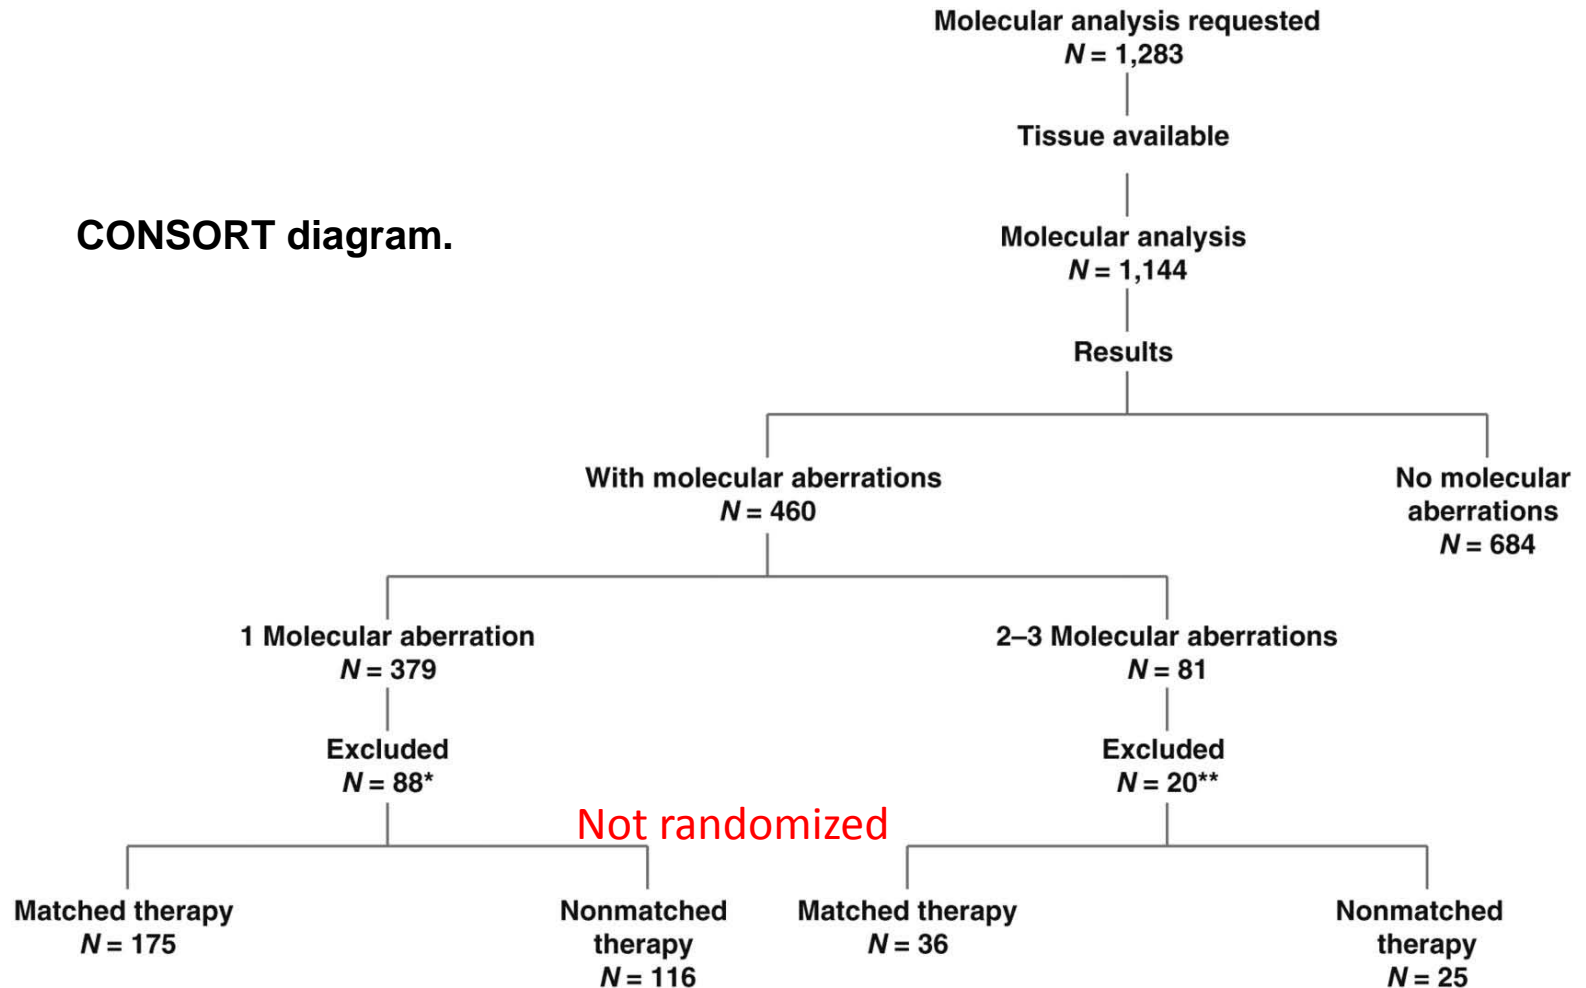 Molecular analysis requested
N = 1,283
Tissue available
CONSORT diagram.
Molecular analysis
N = 1,144
Results
With molecular aberrations
N = 460
No molecular
aberrations
N = 684
1 Molecular aberration
N = 379
2–3 Molecular aberrations
N = 81
Excluded
N = 88*
Excluded
N = 20**
Not randomized
Matched therapy
N = 175
Nonmatched
therapy
N = 116
Matched therapy
N = 36
Nonmatched
therapy
N = 25